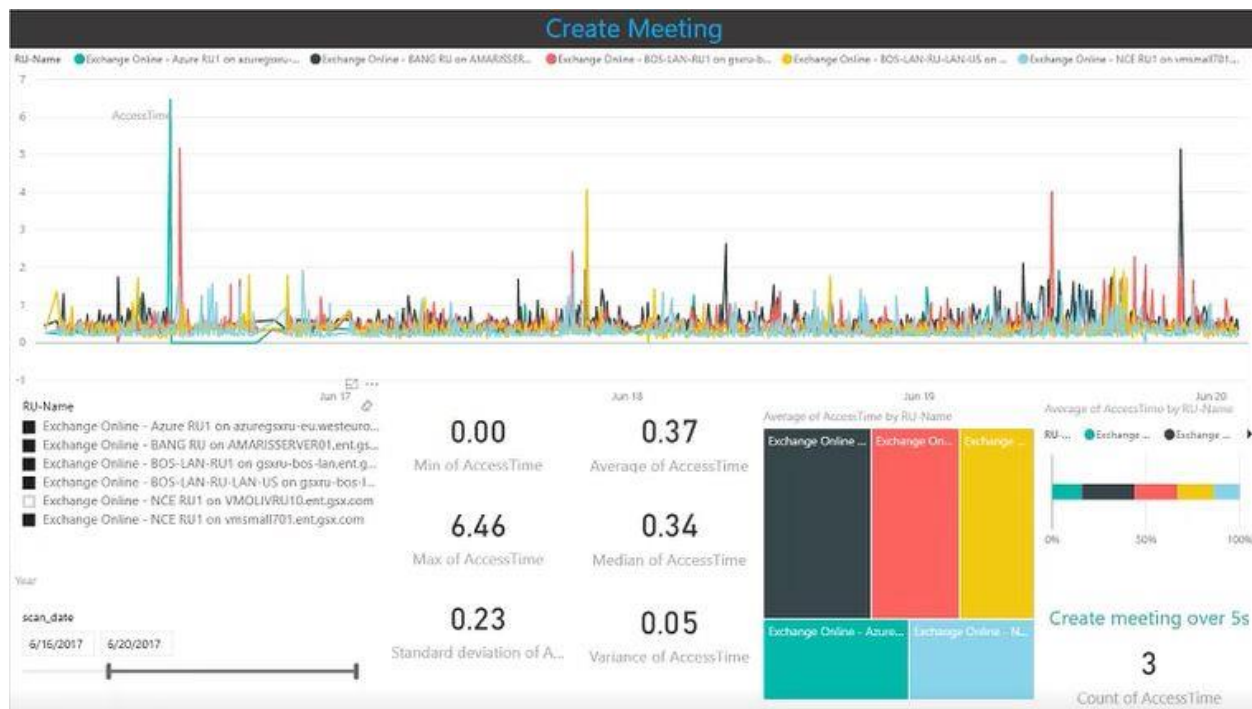 Create Meeting
RU-Name Exchange Online - Azure RU1 on azuregsxru-... Exchange Online - BANG RU on AMARISSER... Exchange Online - BOS-LAN-RU1 on gsxru-b... Exchange Online - BOS-LAN-RU-LAN-US on ... Exchange Online - NCE RU1 on vmsmall701....
7
6
AccessTime
5
4
3
2
1
0
-1
Jun 17 Jun 18 Jun 19 Jun 20
RU-Name
Exchange Online - Azure RU1 on azuregsxru-eu.westeuro...
Exchange Online - BANG RU on AMARISSERVER01.ent.gs...
Exchange Online - BOS-LAN-RU1 on gsxru-bos-lan.ent.g...
Exchange Online - BOS-LAN-RU-LAN-US on gsxru-bos-l...
Exchange Online - NCE RU1 on VMOLIVRU10.ent.gsx.com
Exchange Online - NCE RU1 on vmsmall701.ent.gsx.com
Year
scan_date
6/16/2017 6/20/2017
0.00
Min of AccessTime
0.37
Average of AccessTime
6.46
Max of AccessTime
0.34
Median of AccessTime
0.23
Standard deviation of A...
0.05
Variance of AccessTime
Average of AccessTime by RU-Name
Exchange Online ... Exchange On... Exchange ...
Exchange Online - Azure... Exchange Online - N...
Average of AccessTime by RU-Name
RU-... Exchange ... Exchange ...
0% 50% 100%
Create meeting over 5s
3
Count of AccessTime